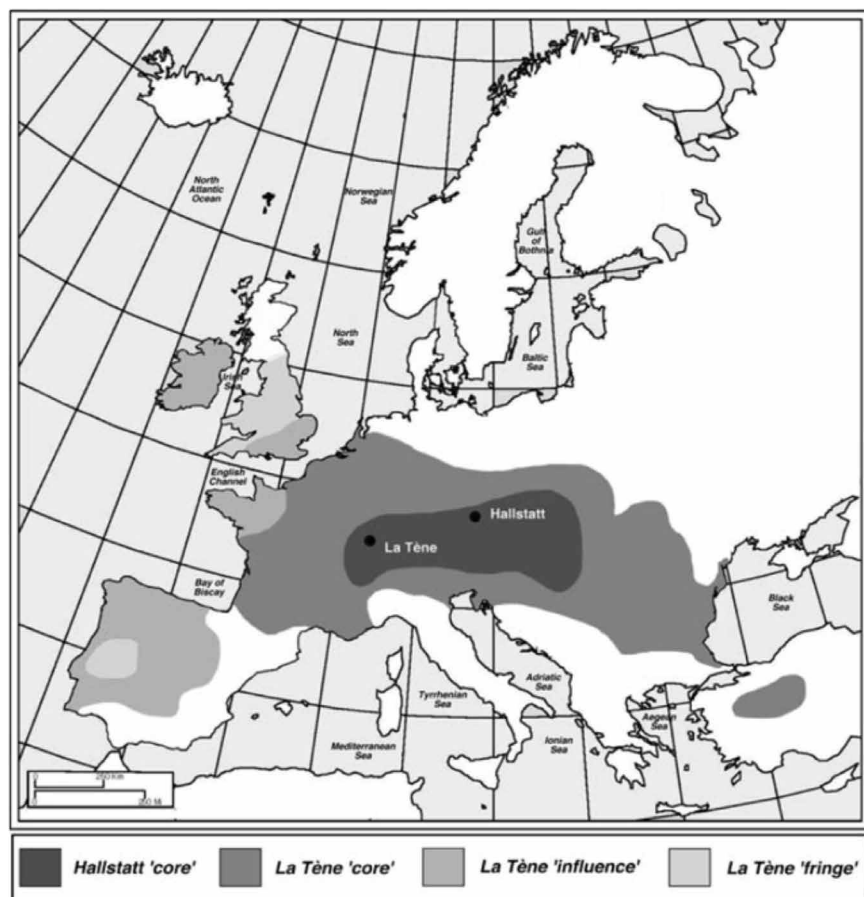 North
Atlantic
Ocean
Norwegian
Sea
Gulf
of
Bothnia
North
Sea
Baltic
Sea
Irish
Sea
English
Channel
Hallstatt
La Tène
Bay of
Biscay
Black
Sea
Adriatic
Sea
Tyrrhenian
Sea
Aegean
Sea
Mediterranean
Sea
Ionian
Sea
0 250 Km
0 250 Mi
Hallstatt 'core' La Tène 'core' La Tène 'influence' La Tène 'fringe'